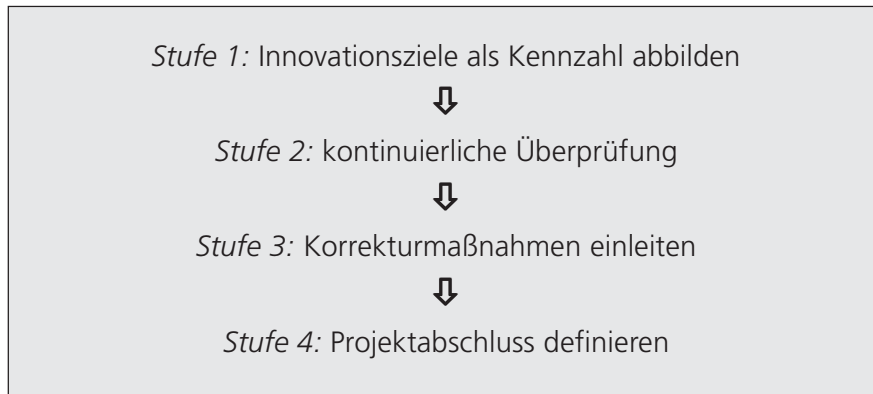 Stufe 1: Innovationsziele als Kennzahl abbilden
⇩
Stufe 2: kontinuierliche Überprüfung
⇩
Stufe 3: Korrekturmaßnahmen einleiten
⇩
Stufe 4: Projektabschluss definieren